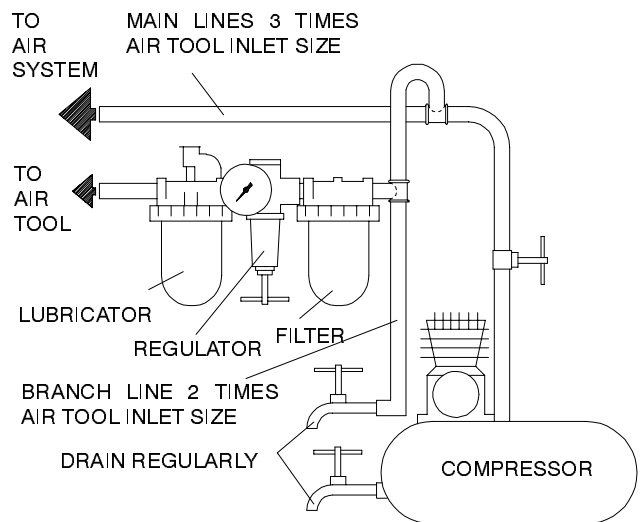 TO
AIR
SYSTEM
MAIN LINES 3 TIMES
AIR TOOL INLET SIZE
TO
AIR
TOOL
LUBRICATOR
REGULATOR
FILTER
BRANCH LINE 2 TIMES
AIR TOOL INLET SIZE
DRAIN REGULARLY
COMPRESSOR